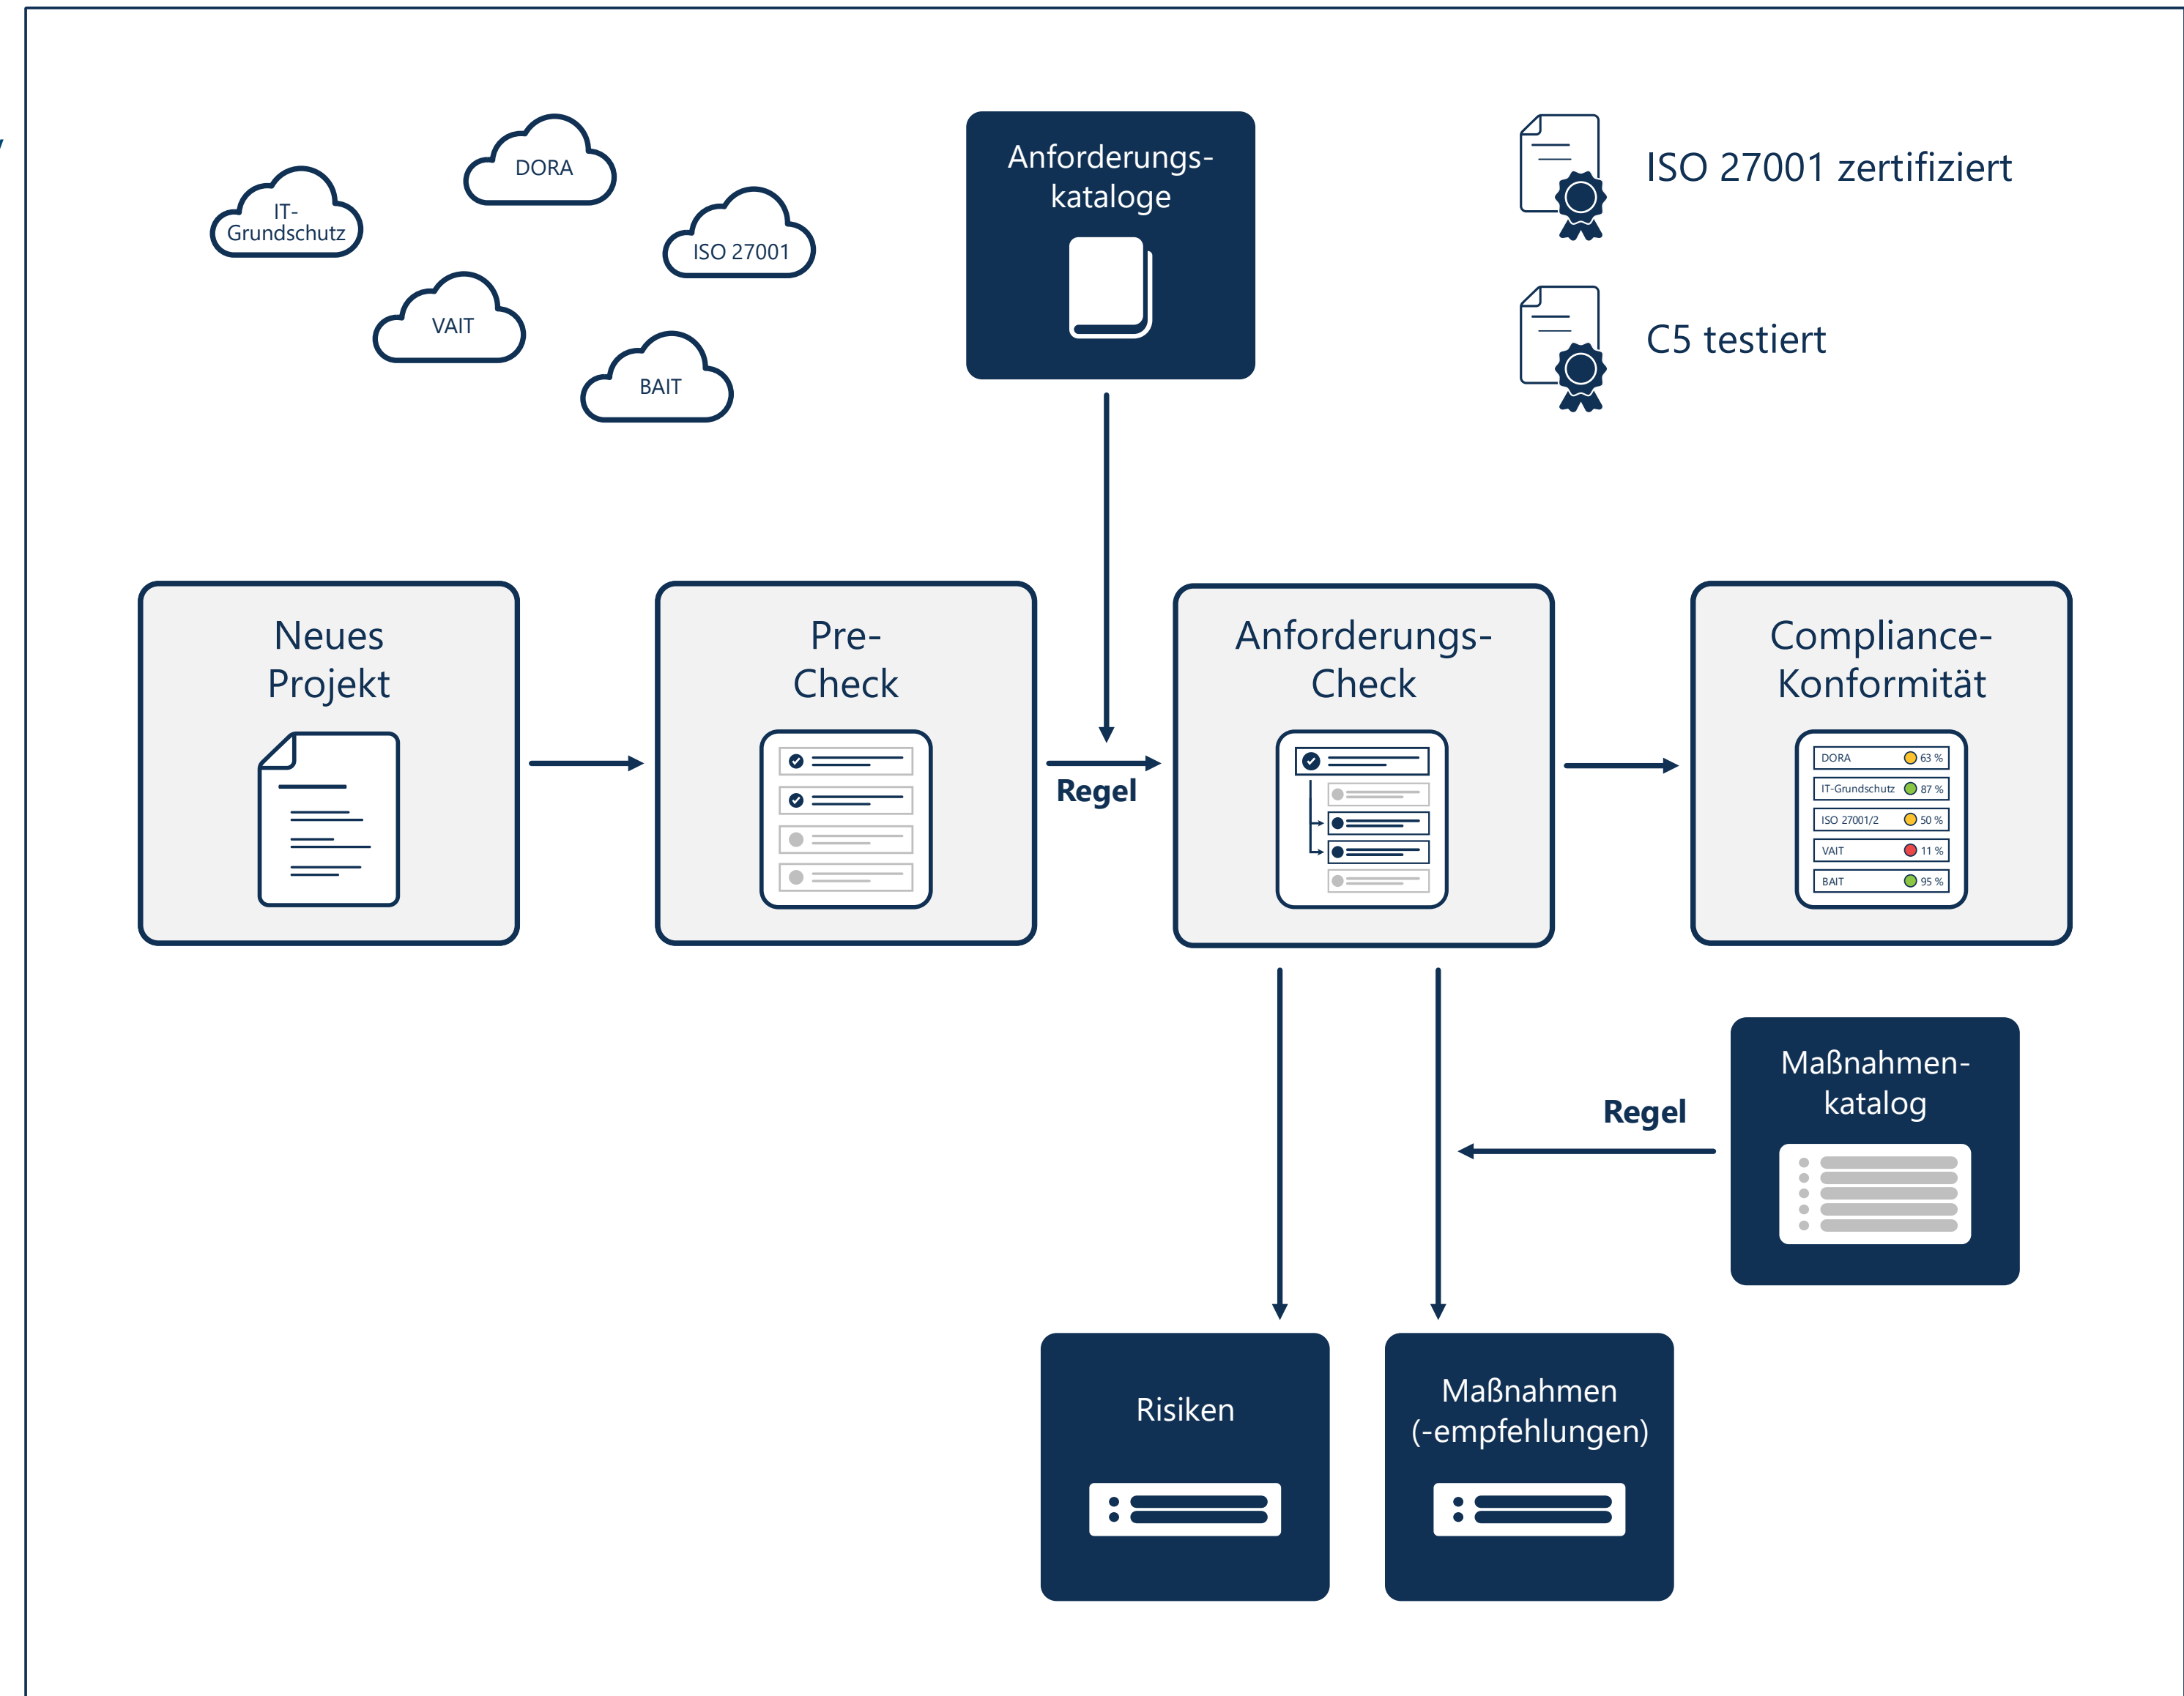 IT-
Grundschutz
DORA
ISO 27001
VAIT
BAIT
Anforderungs-
kataloge
ISO 27001 zertifiziert
C5 testiert
Neues
Projekt
Pre-
Check
Regel
Anforderungs-
Check
Compliance-
Konformität
DORA 63 %
IT-Grundschutz 87 %
ISO 27001/2 50 %
VAIT 11 %
BAIT 95 %
Regel
Maßnahmen-
katalog
Risiken
Maßnahmen
(-empfehlungen)